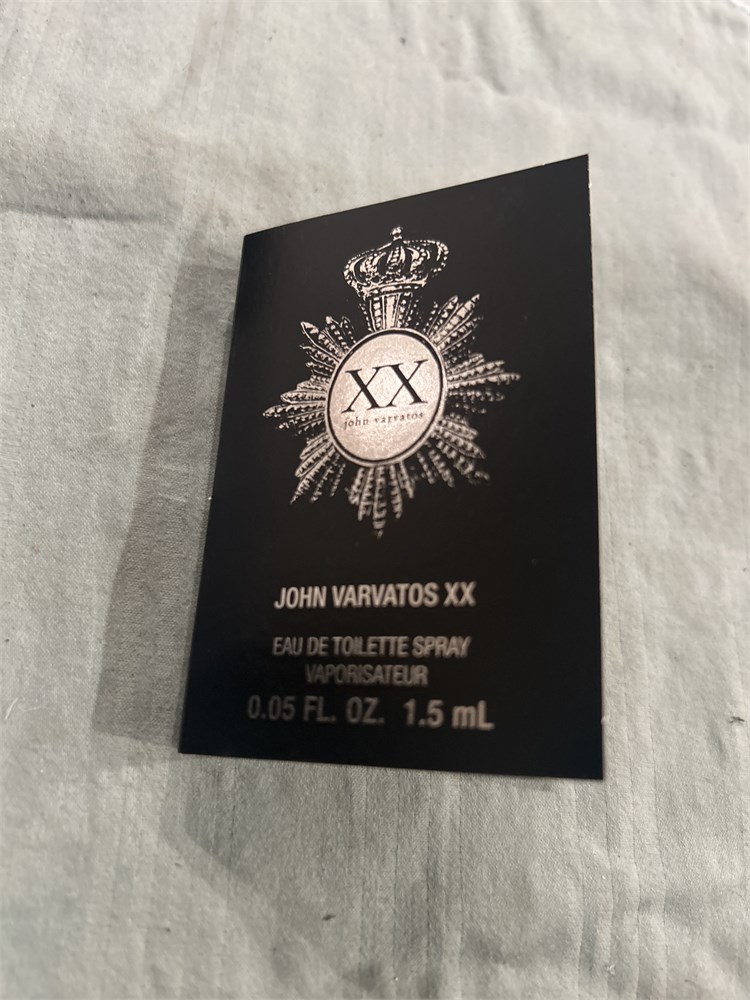 XX
john varvatos
JOHN VARVATOS XX
EAU DE TOILETTE SPRAY
VAPORISATEUR
0.05 FL. OZ. 1.5 mL